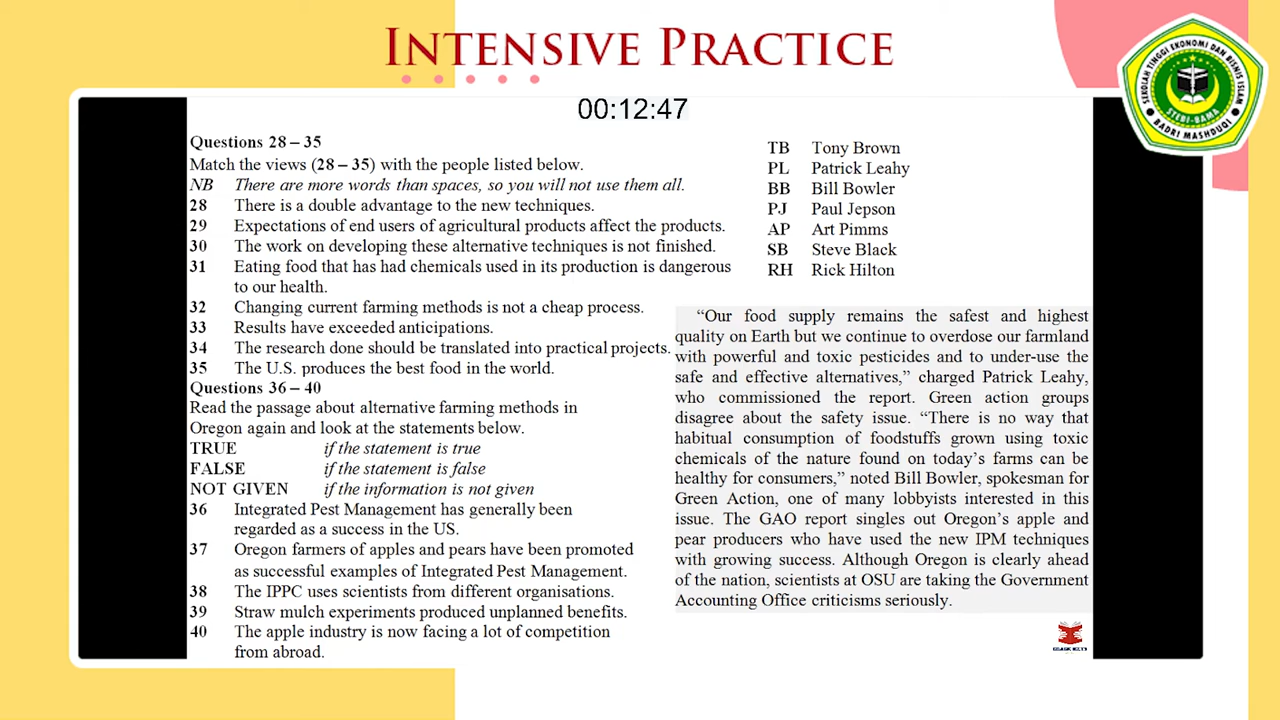 INTENSIVE PRACTICE
SEKOLAH TINGGI EKONOMI DAN BISNIS ISLAM
STEBI-BAMA
BADRI MASHDUQI
00:12:47
Questions 28 – 35
Match the views (28 – 35) with the people listed below.
NB There are more words than spaces, so you will not use them all.
28 There is a double advantage to the new techniques.
29 Expectations of end users of agricultural products affect the products.
30 The work on developing these alternative techniques is not finished.
31 Eating food that has had chemicals used in its production is dangerous
to our health.
32 Changing current farming methods is not a cheap process.
33 Results have exceeded anticipations.
34 The research done should be translated into practical projects.
35 The U.S. produces the best food in the world.
Questions 36 – 40
Read the passage about alternative farming methods in
Oregon again and look at the statements below.
TRUE if the statement is true
FALSE if the statement is false
NOT GIVEN if the information is not given
36 Integrated Pest Management has generally been
regarded as a success in the US.
37 Oregon farmers of apples and pears have been promoted
as successful examples of Integrated Pest Management.
38 The IPPC uses scientists from different organisations.
39 Straw mulch experiments produced unplanned benefits.
40 The apple industry is now facing a lot of competition
from abroad.
TB Tony Brown
PL Patrick Leahy
BB Bill Bowler
PJ Paul Jepson
AP Art Pimms
SB Steve Black
RH Rick Hilton
“Our food supply remains the safest and highest
quality on Earth but we continue to overdose our farmland
with powerful and toxic pesticides and to under-use the
safe and effective alternatives,” charged Patrick Leahy,
who commissioned the report. Green action groups
disagree about the safety issue. “There is no way that
habitual consumption of foodstuffs grown using toxic
chemicals of the nature found on today’s farms can be
healthy for consumers,” noted Bill Bowler, spokesman for
Green Action, one of many lobbyists interested in this
issue. The GAO report singles out Oregon’s apple and
pear producers who have used the new IPM techniques
with growing success. Although Oregon is clearly ahead
of the nation, scientists at OSU are taking the Government
Accounting Office criticisms seriously.